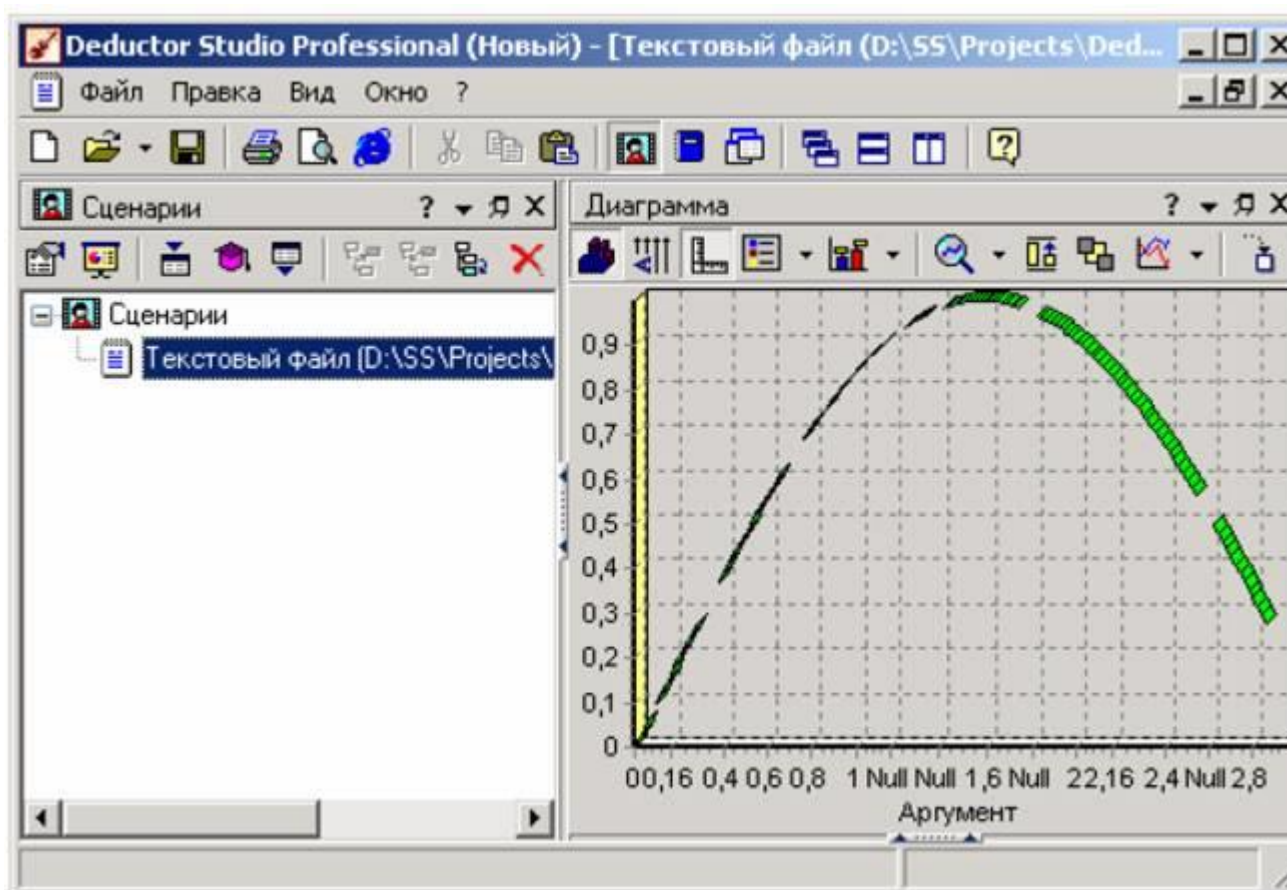 Deductor Studio Professional (Новый) - [Текстовый файл (D:\SS\Projects\Ded...
Файл Правка Вид Окно ?
Сценарии ?
Диаграмма ?
Сценарии
Текстовый файл (D:\SS\Projects\
0,9
0,8
0,7
0,6
0,5
0,4
0,3
0,2
0,1
0
00,16 0,4 0,6 0,8 1 Null Null 1,6 Null 22,16 2,4 Null 2,8
Аргумент